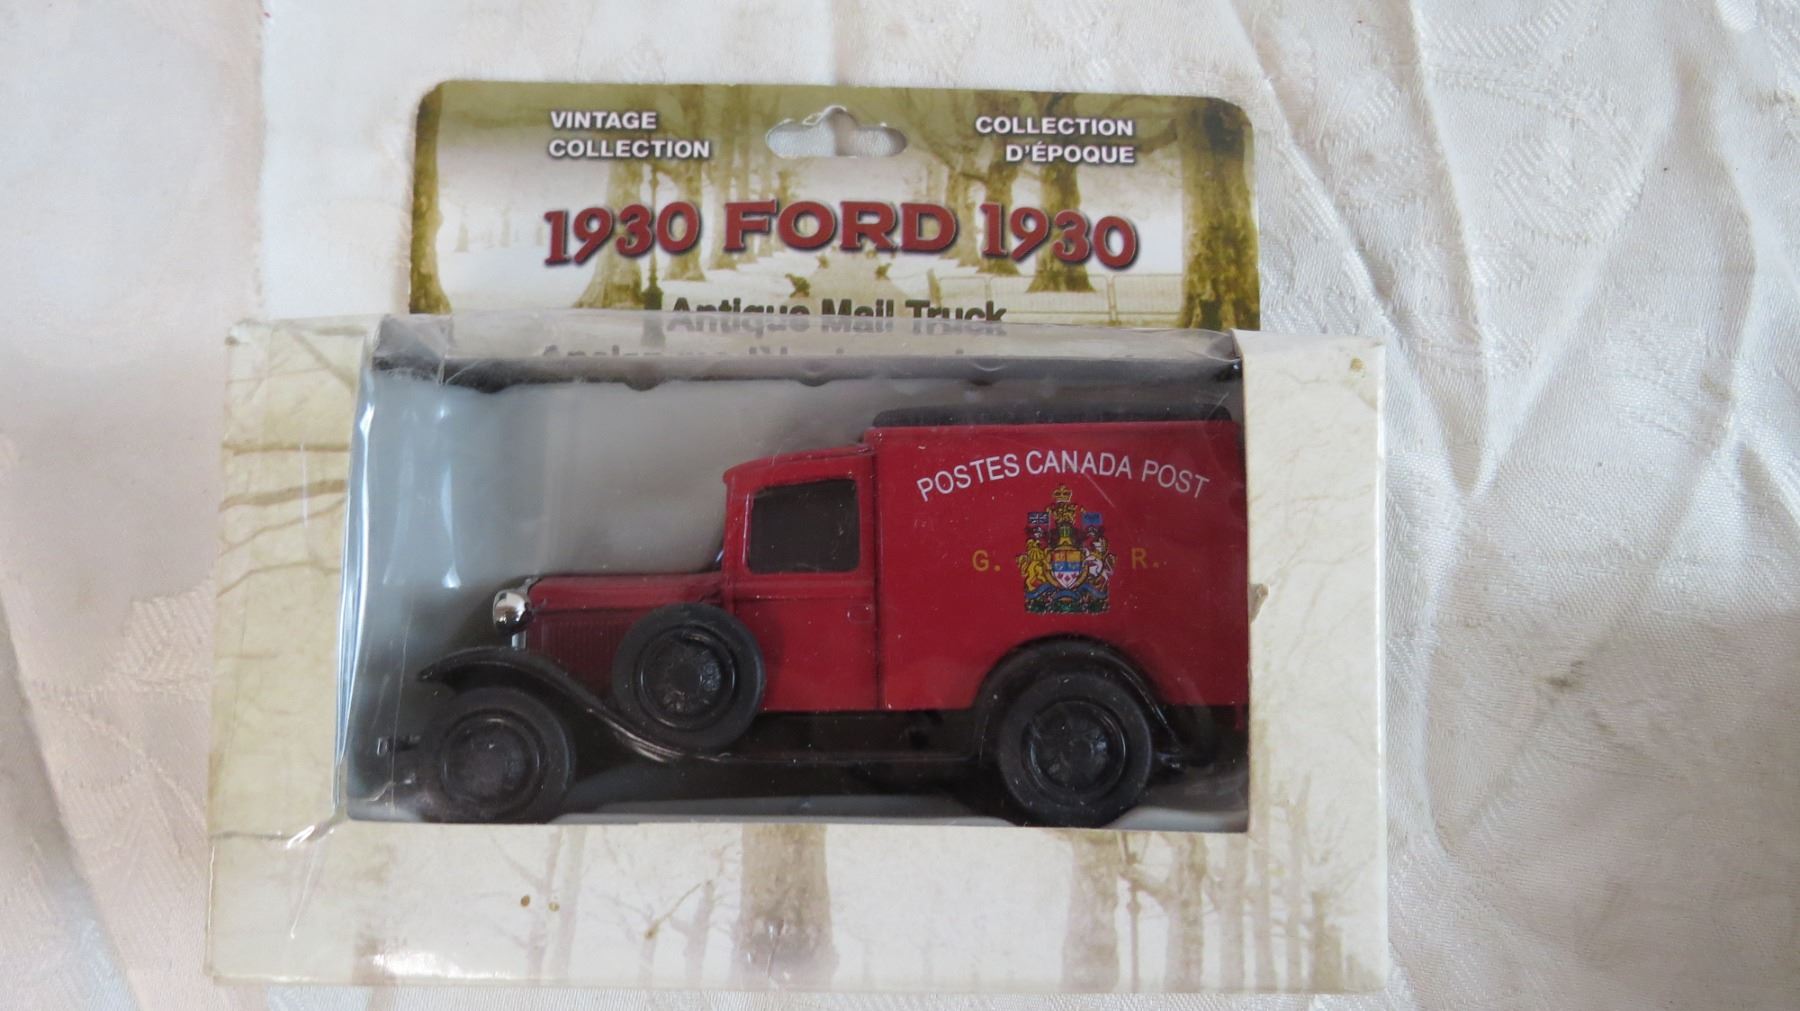 VINTAGE
COLLECTION
COLLECTION
D'ÉPOQUE
1930 FORD 1930
Antique Mail Truck
POSTES CANADA POST
G. R.